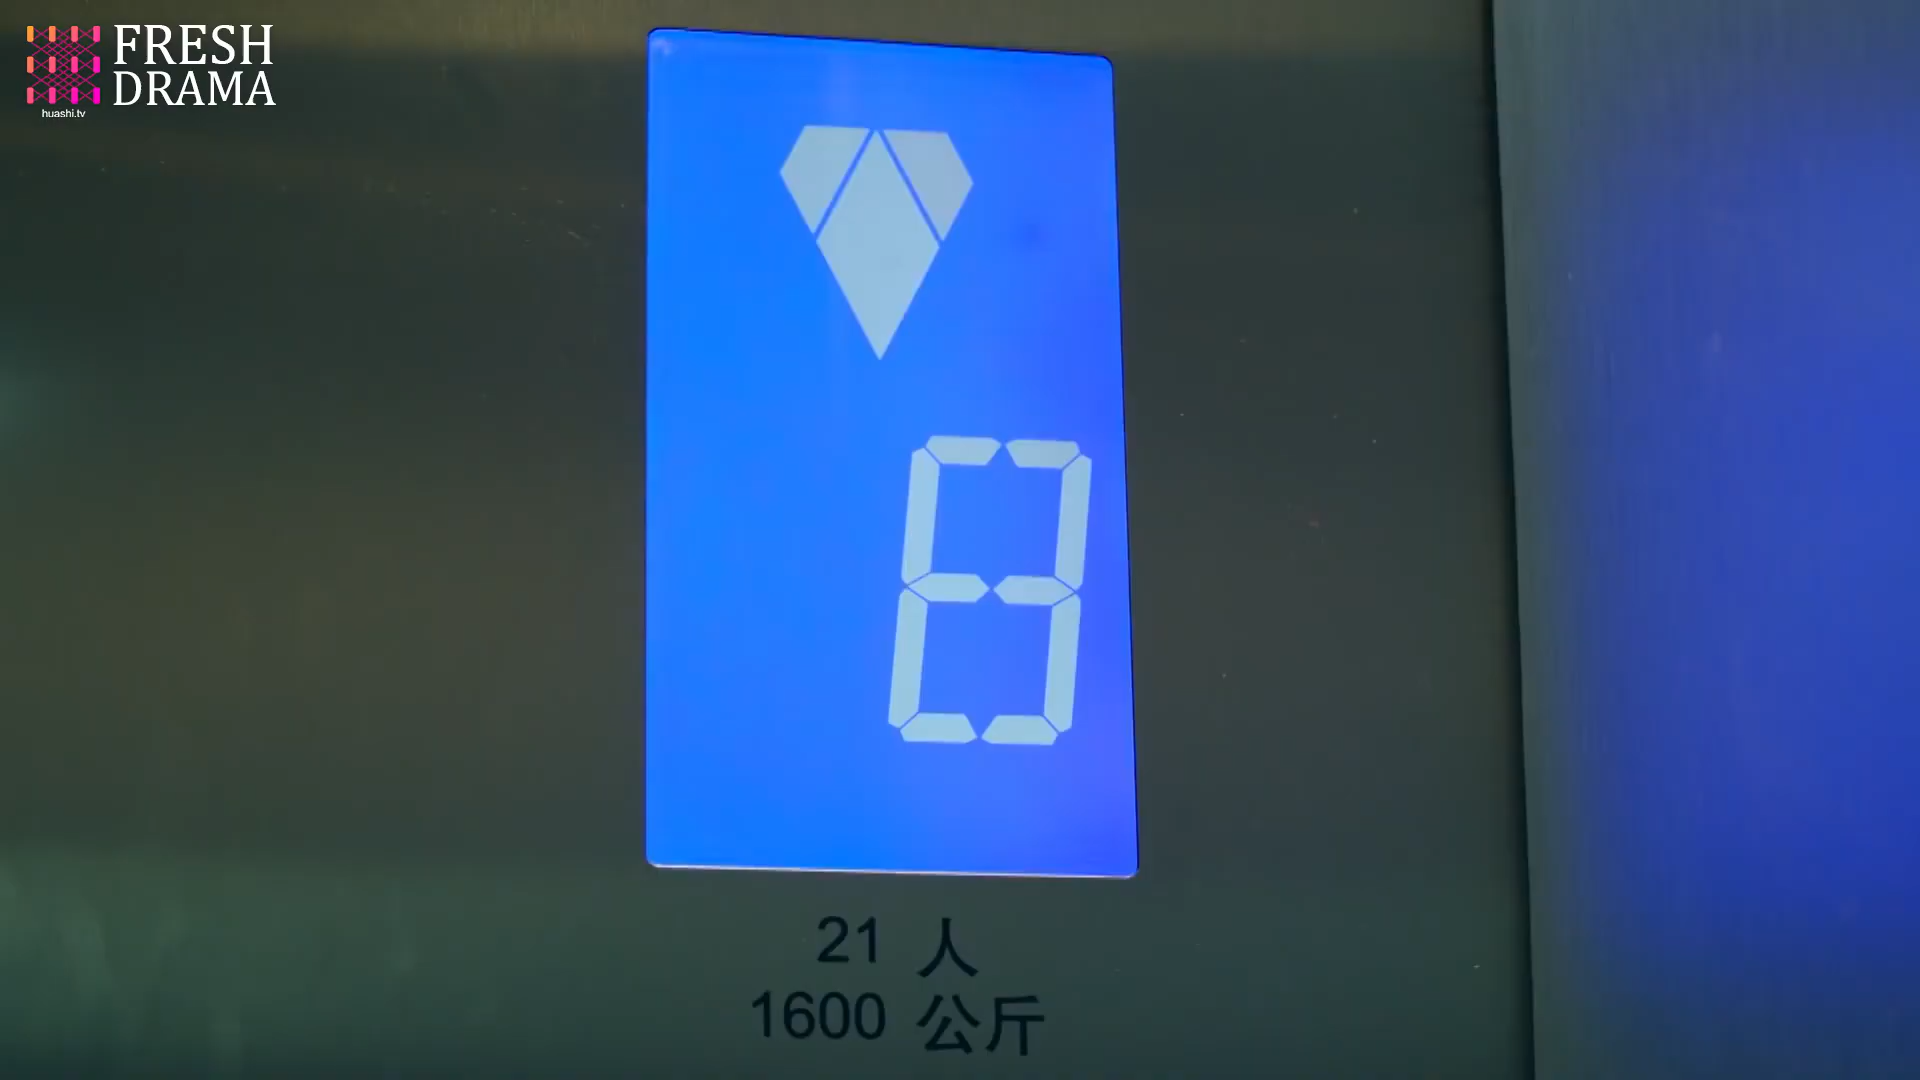 FRESH
DRAMA
huashi.tv
8
21 人
1600 公斤